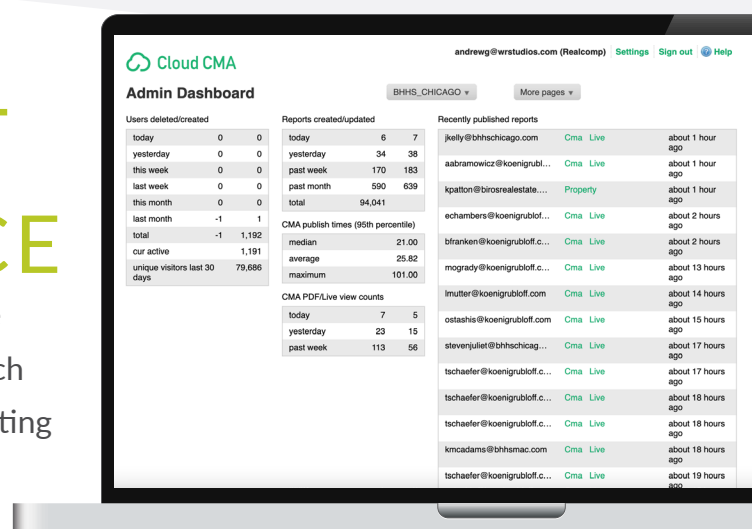 CE
ch
ting
Cloud CMA
andrewg@wrstudios.com (Realcomp) Settings Sign out Help
Admin Dashboard
BHHS_CHICAGO
More pages
Users deleted/created
today 0 0
yesterday 0 0
this week 0 0
last week 0 0
this month 0 0
last month -1 1
total -1 1,192
cur active 1,191
unique visitors last 30 79,686
days
Reports created/updated
today 6 7
yesterday 34 38
past week 170 183
past month 590 639
total 94,041
CMA publish times (95th percentile)
median 21.00
average 25.82
maximum 101.00
CMA PDF/Live view counts
today 7 5
yesterday 23 15
past week 113 56
Recently published reports
jkelly@bhhschicago.com Cma Live about 1 hour
ago
aabramowicz@koenigrubl... Cma Live about 1 hour
ago
kpatton@birosrealestate.... Property about 1 hour
ago
echambers@koenigrublof... Cma Live about 2 hours
ago
bfranken@koenigrubloff.c... Cma Live about 2 hours
ago
mogrady@koenigrubloff.c... Cma Live about 13 hours
ago
lmutter@koenigrubloff.com Cma Live about 14 hours
ago
ostashis@koenigrubloff.com Cma Live about 15 hours
ago
stevenjuliet@bhhschicag... Cma Live about 17 hours
ago
tschaefer@koenigrubloff.c... Cma Live about 17 hours
ago
tschaefer@koenigrubloff.c... Cma Live about 18 hours
ago
tschaefer@koenigrubloff.c... Cma Live about 18 hours
ago
kmcadams@bhhsmac.com Cma Live about 18 hours
ago
tschaefer@koenigrubloff.c... Cma Live about 19 hours
ago